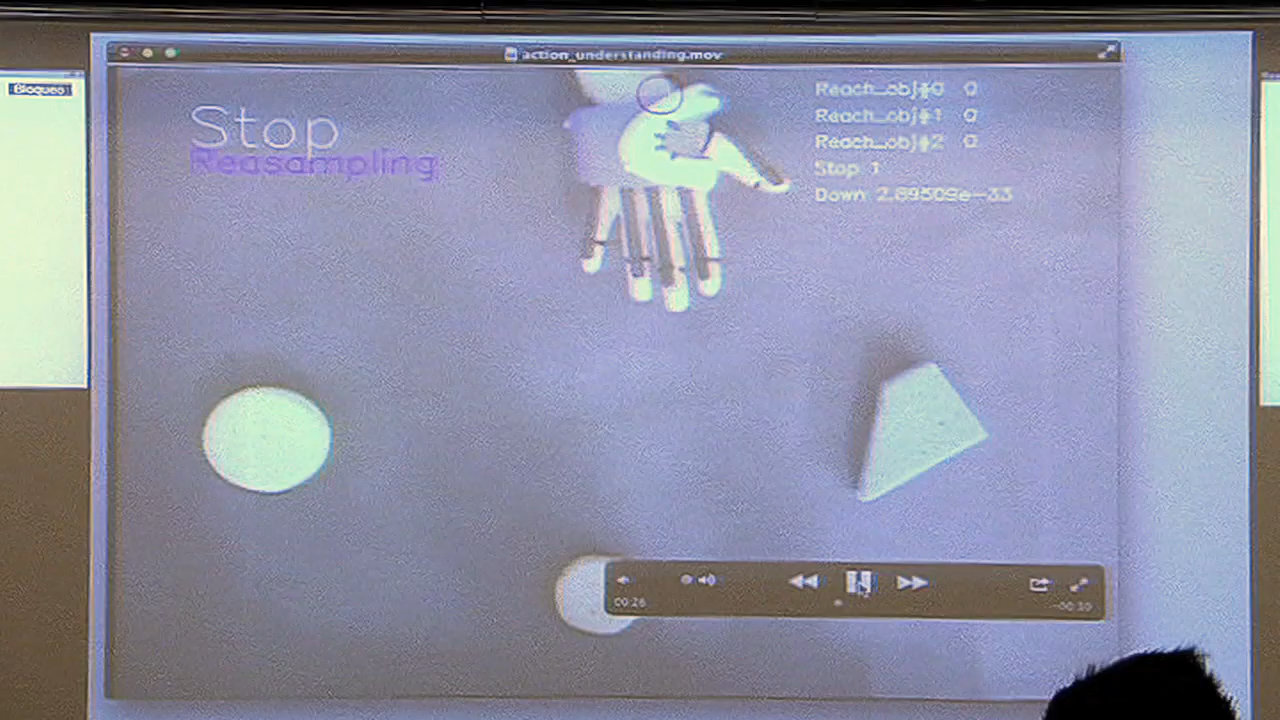 action_understanding.mov
Bloqueo
Stop
Reasampling
Reach_obj#0 0
Reach_obj#1 0
Reach_obj#2 0
Stop 1
Down 2.89509e-33
00:26
-00:30